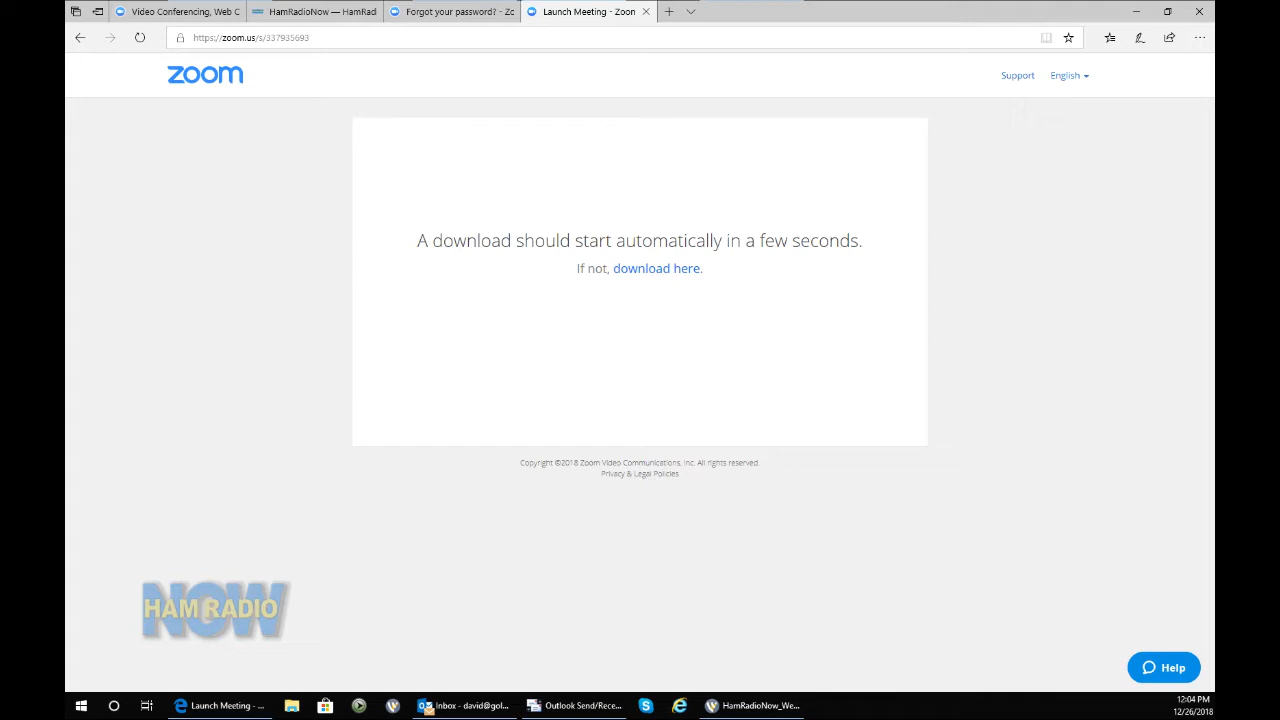 Video Conferencing, Web C
HamRadioNow — HamRad
Forgot your password? - Zo
Launch Meeting - Zoon
https://zoom.us/s/337935693
zoom
Support
English
A download should start automatically in a few seconds.
If not, download here.
Copyright ©2018 Zoom Video Communications, Inc. All rights reserved.
Privacy & Legal Policies
NOW
HAM RADIO
Help
Launch Meeting - ...
Inbox - david@gol...
Outlook Send/Rece...
HamRadioNow_We...
12:04 PM
12/26/2018